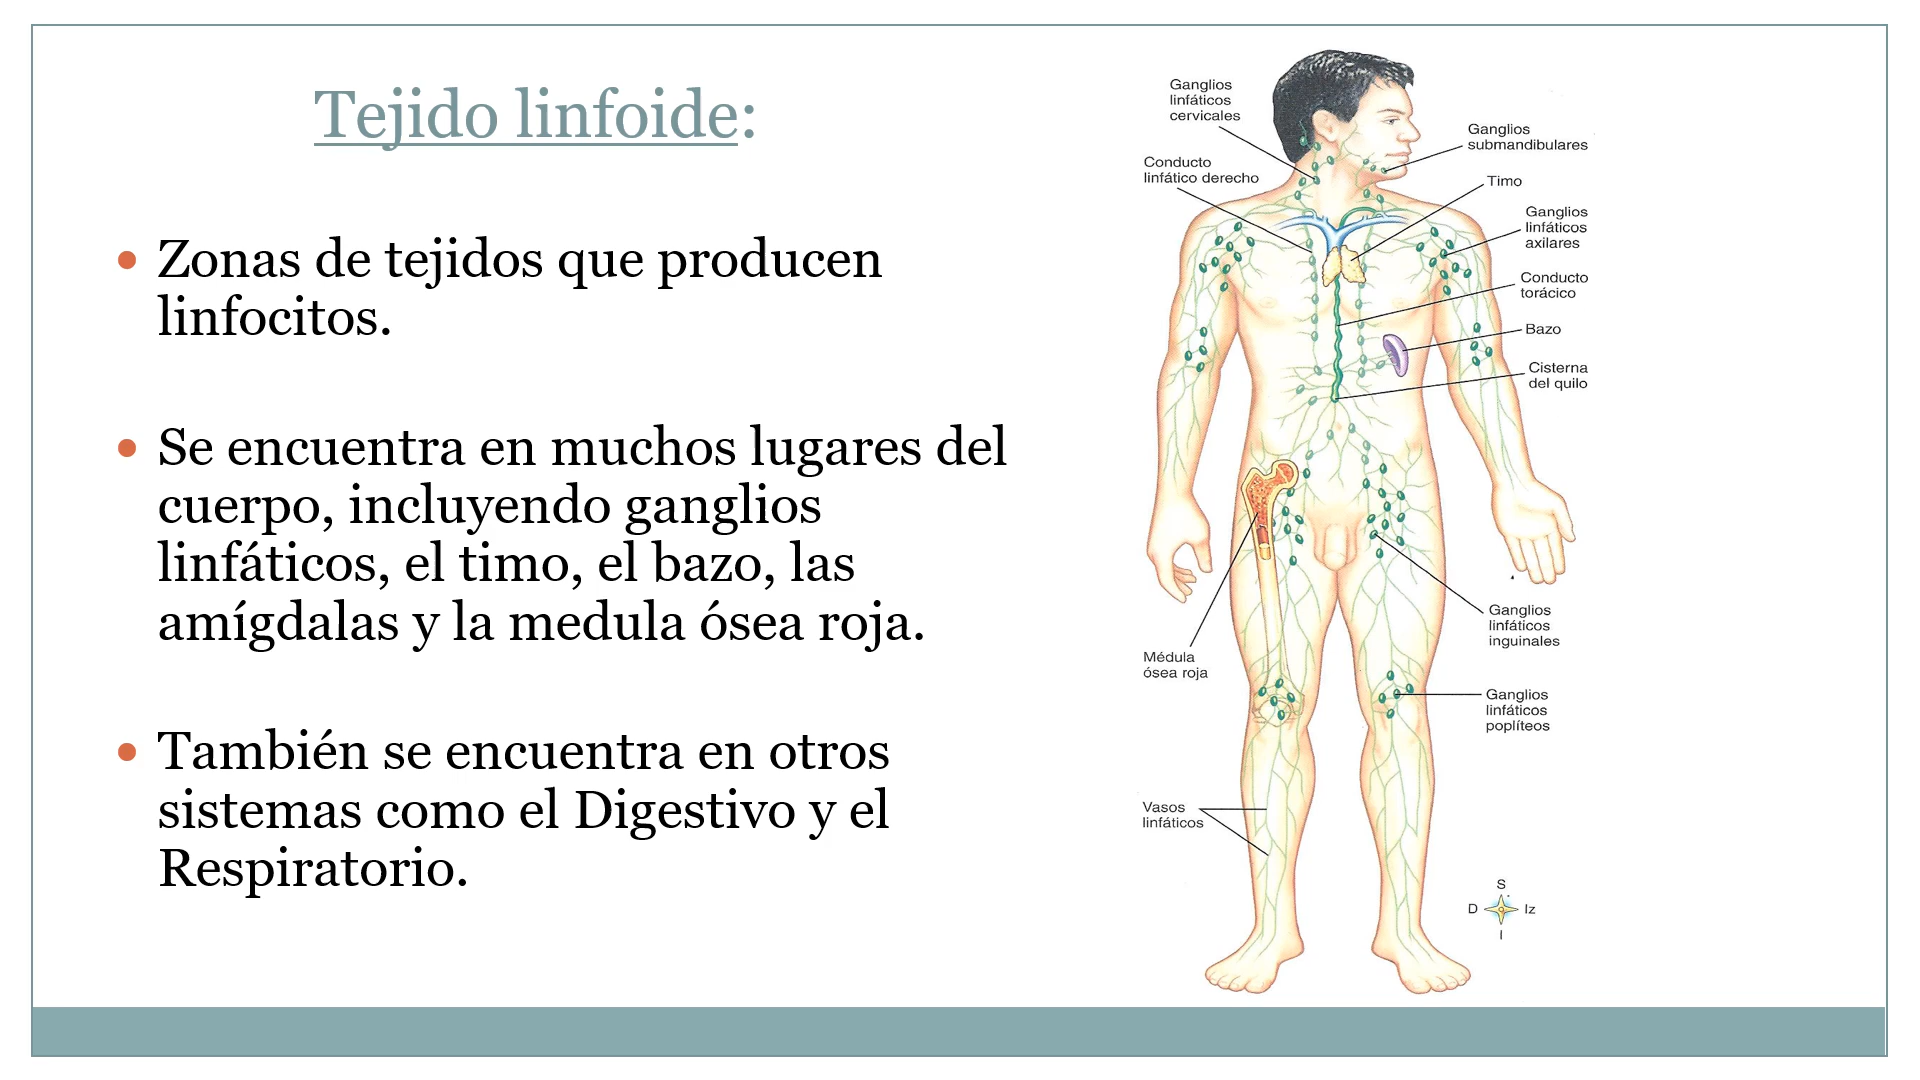 Tejido linfoide:
• Zonas de tejidos que producen
linfocitos.
• Se encuentra en muchos lugares del
cuerpo, incluyendo ganglios
linfáticos, el timo, el bazo, las
amígdalas y la medula ósea roja.
• También se encuentra en otros
sistemas como el Digestivo y el
Respiratorio.
Ganglios
linfáticos
cervicales
Conducto
linfático derecho
Ganglios
submandibulares
Timo
Ganglios
linfáticos
axilares
Conducto
torácico
Bazo
Cisterna
del quilo
Ganglios
linfáticos
inguinales
Médula
ósea roja
Ganglios
linfáticos
poplíteos
Vasos
linfáticos
S
D Iz
I